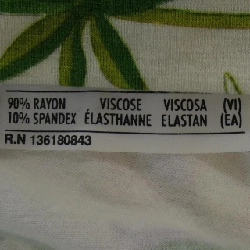 90% RAYON VISCOSE VISCOSA (VI)
10% SPANDEX ÉLASTHANNE ELASTAN (EA)
R.N 136180843